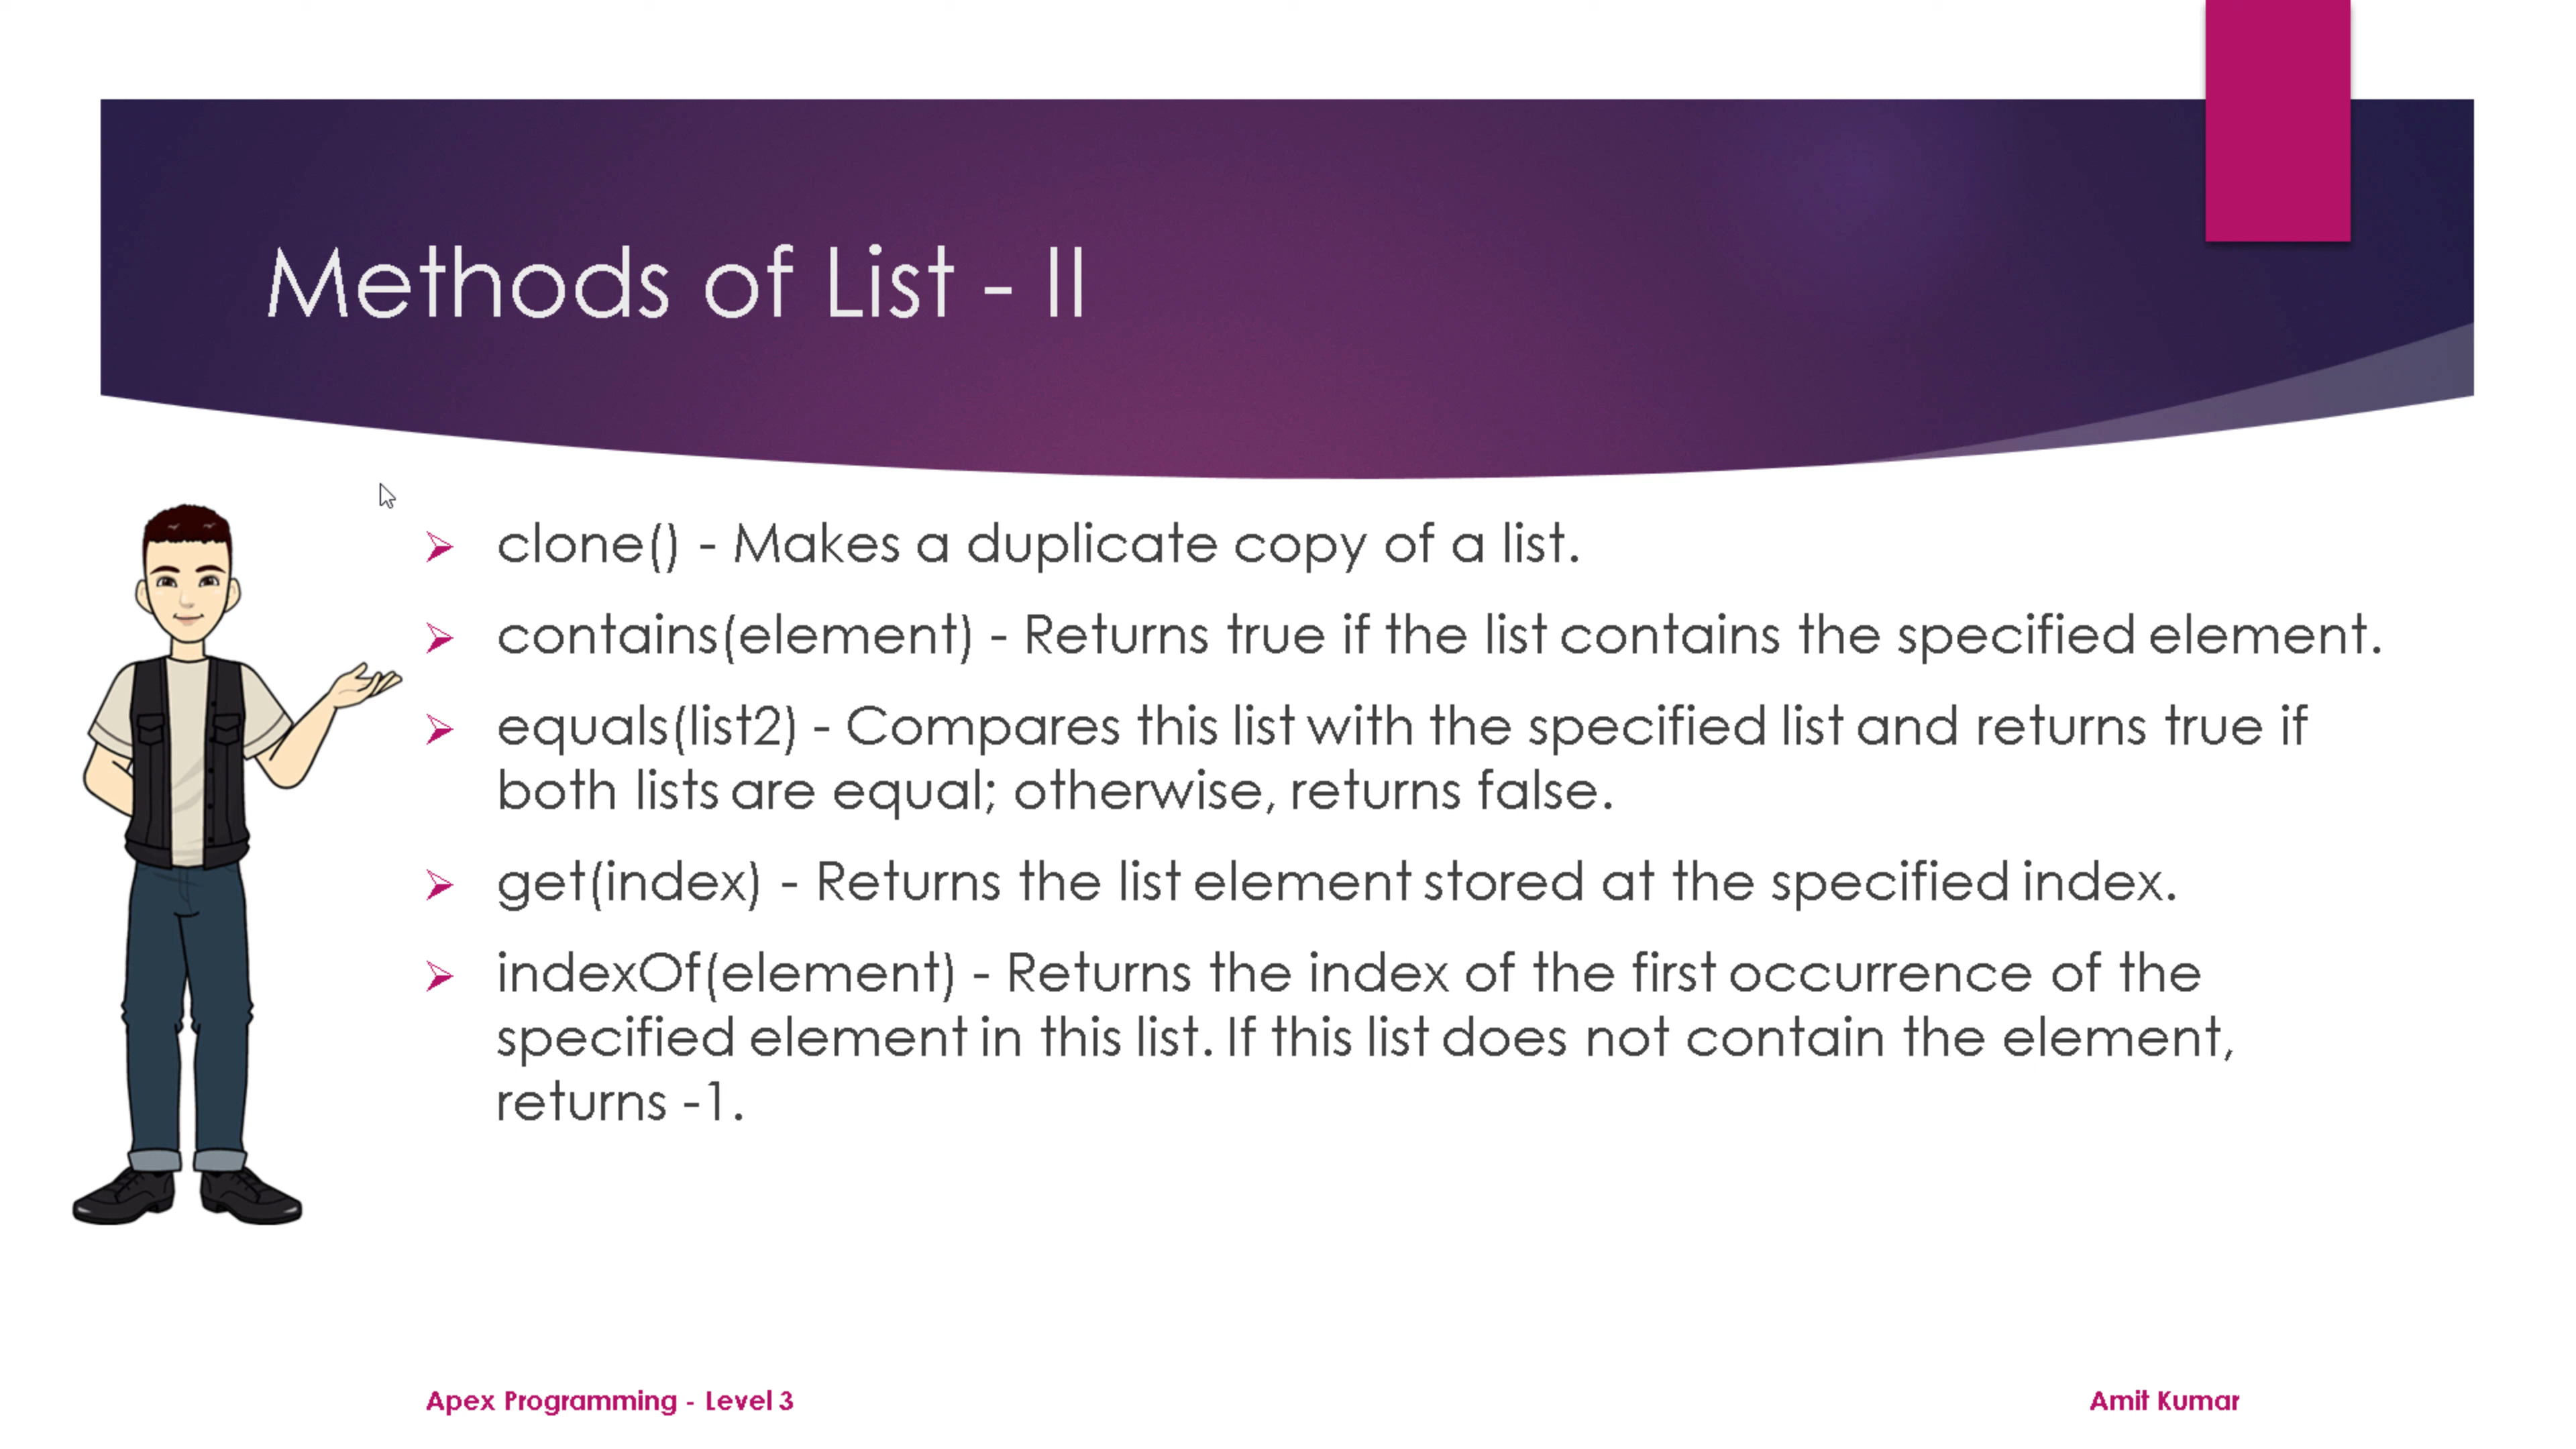 Methods of List - II
clone() - Makes a duplicate copy of a list.
contains(element) - Returns true if the list contains the specified element.
equals(list2) - Compares this list with the specified list and returns true if
both lists are equal; otherwise, returns false.
get(index) - Returns the list element stored at the specified index.
indexOf(element) - Returns the index of the first occurrence of the
specified element in this list. If this list does not contain the element,
returns -1.
Apex Programming - Level 3
Amit Kumar